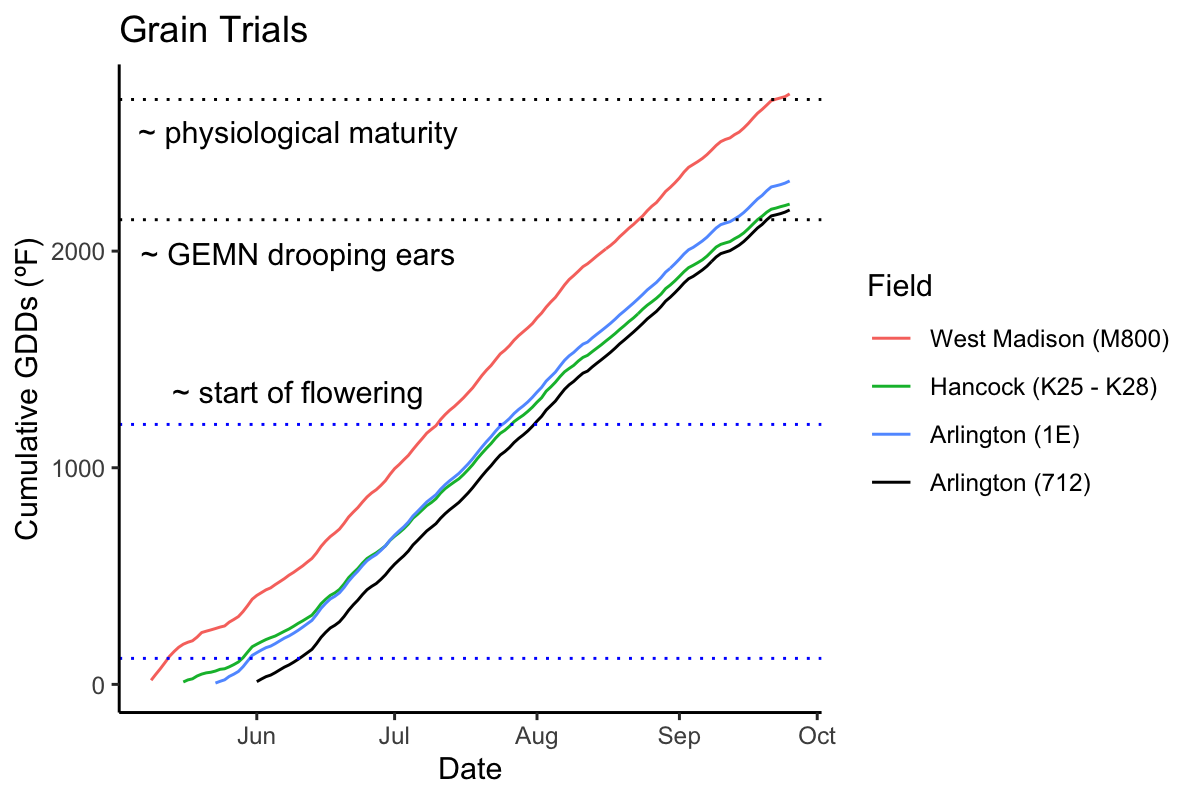 Grain Trials
~ physiological maturity
~ GEMN drooping ears
~ start of flowering
Cumulative GDDs (ºF)
2000
1000
0
Jun
Jul
Aug
Sep
Oct
Date
Field
West Madison (M800)
Hancock (K25 - K28)
Arlington (1E)
Arlington (712)